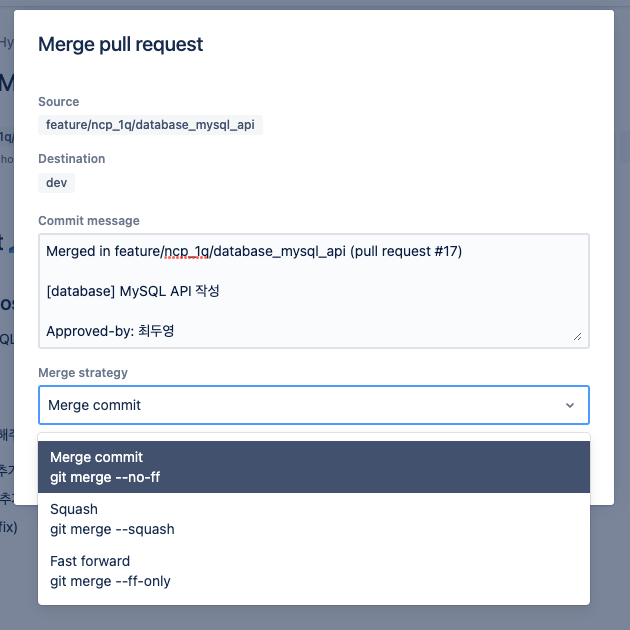 Merge pull request
Source
feature/ncp_1q/database_mysql_api
Destination
dev
Commit message
Merged in feature/ncp_1q/database_mysql_api (pull request #17)
[database] MySQL API 작성
Approved-by: 최두영
Merge strategy
Merge commit
Merge commit
git merge --no-ff
Squash
git merge --squash
Fast forward
git merge --ff-only
fix)